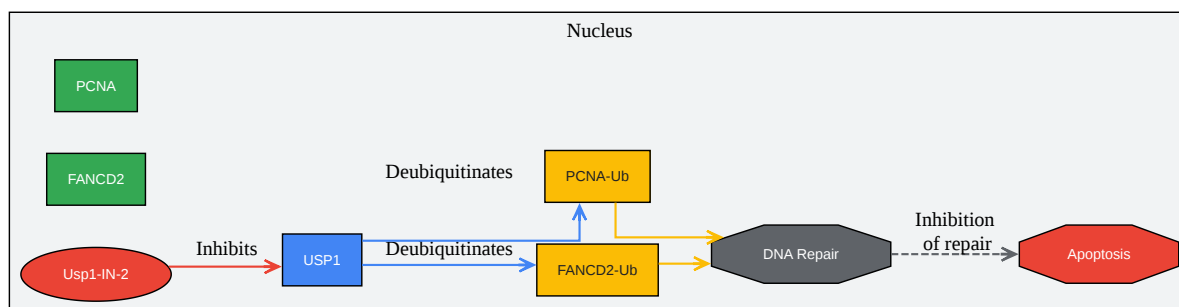 Nucleus
PCNA
FANCD2
Deubiquitinates
PCNA-Ub
Usp1-IN-2
Inhibits
USP1
Deubiquitinates
FANCD2-Ub
DNA Repair
Inhibition
of repair
Apoptosis